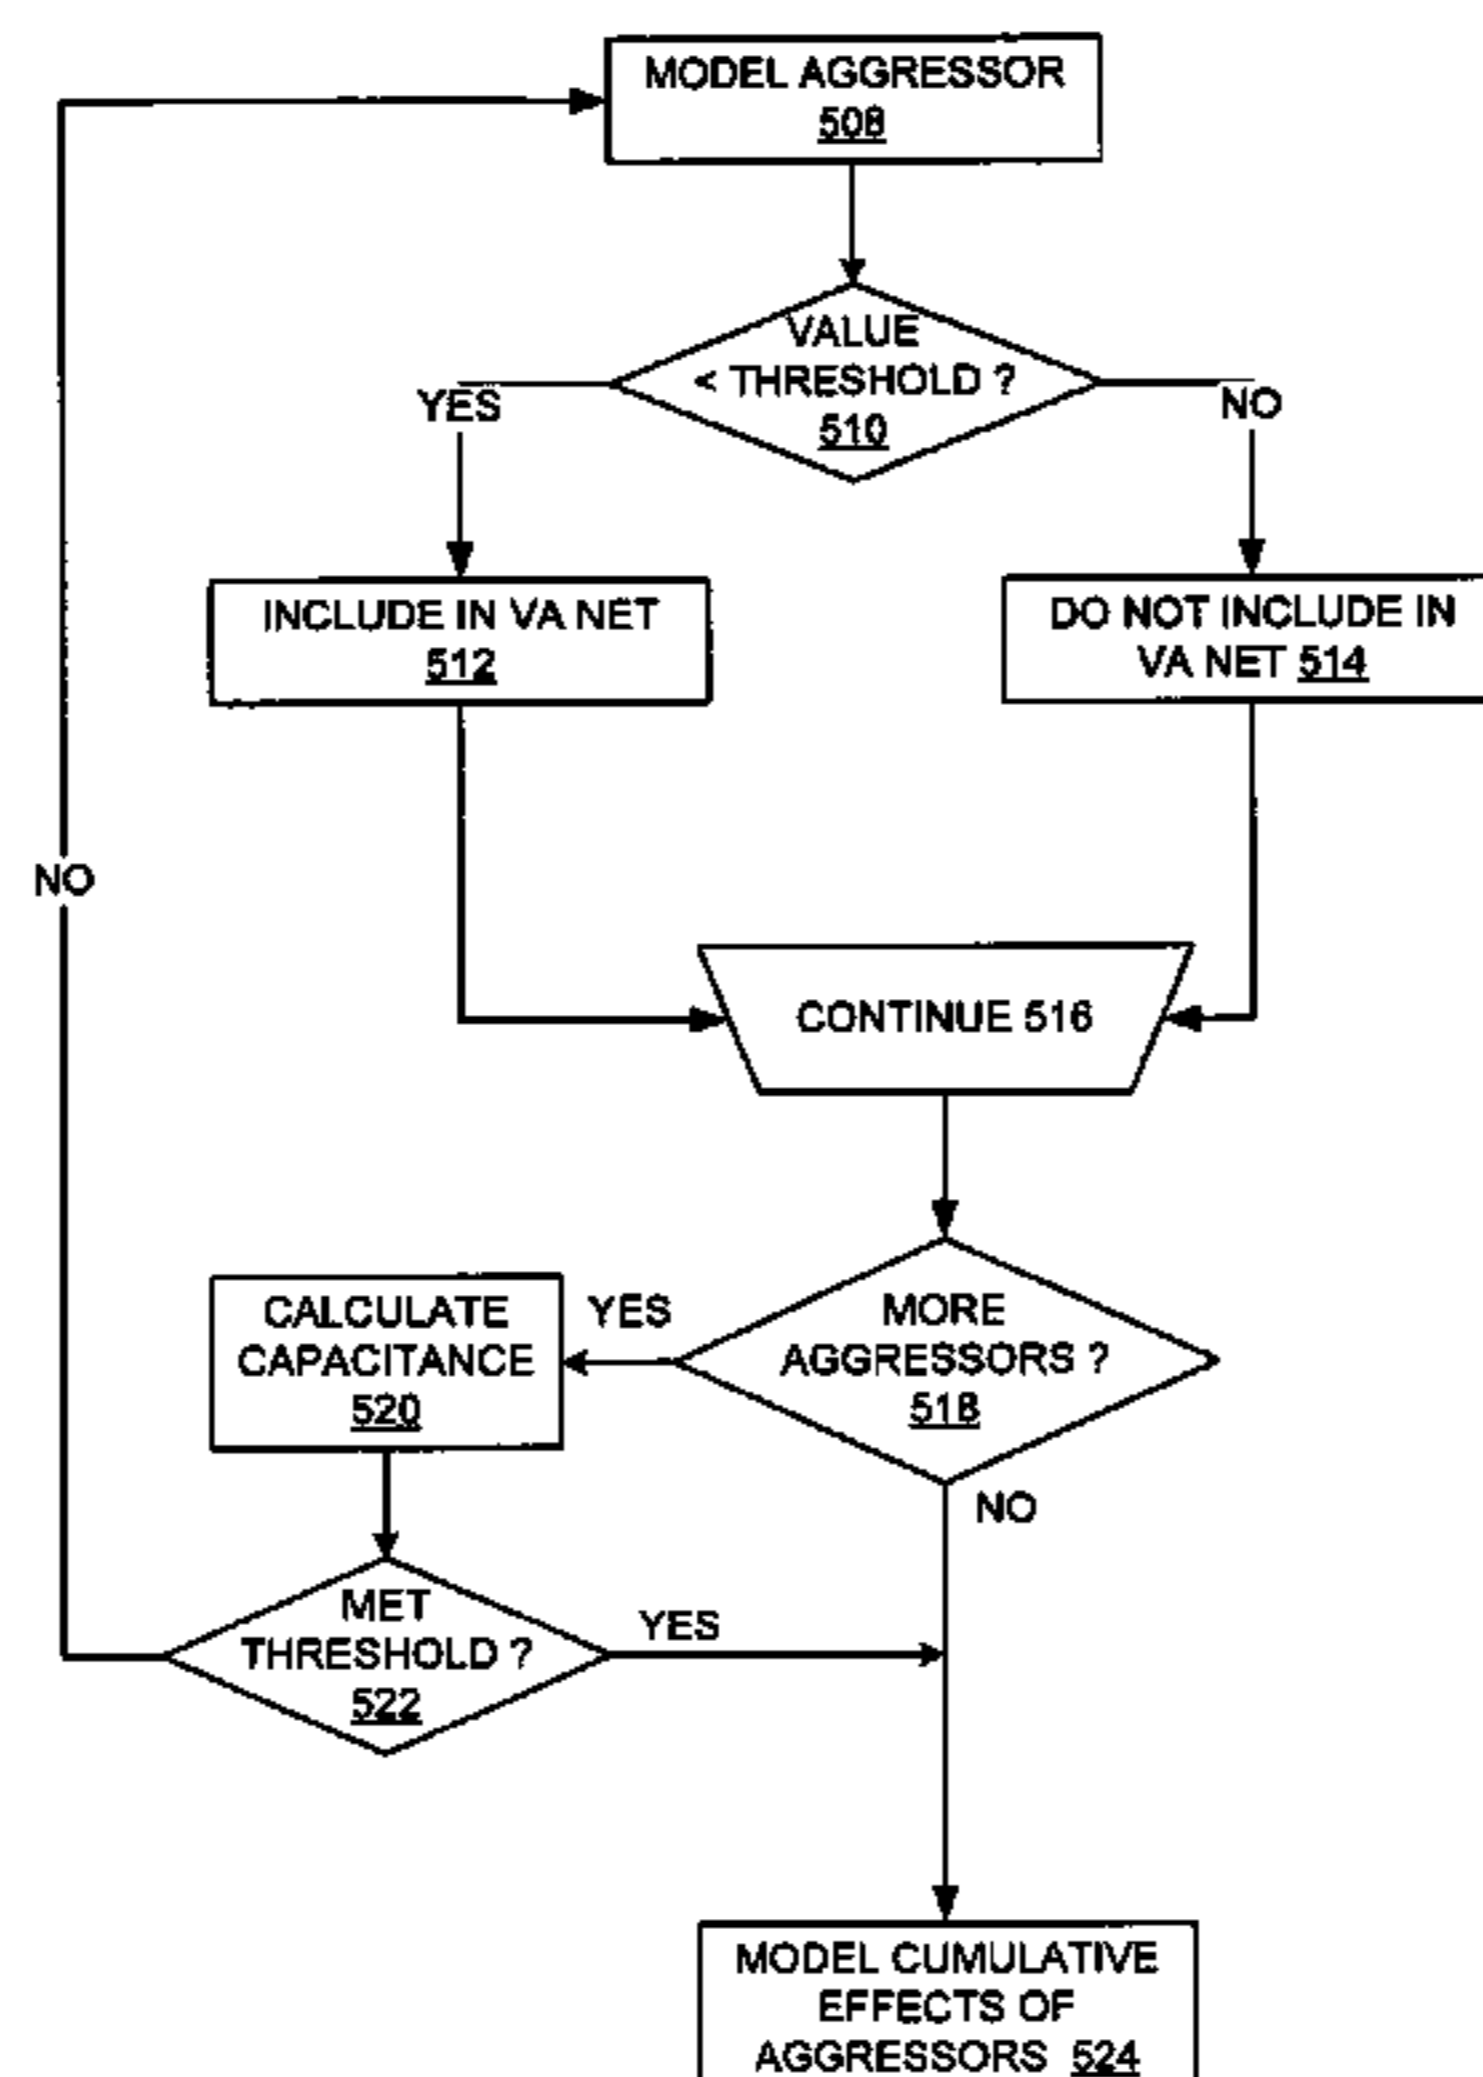 MODEL AGGRESSOR
508
VALUE
< THRESHOLD ?
510
YES
NO
INCLUDE IN VA NET
512
DO NOT INCLUDE IN
VA NET 514
NO
CONTINUE 516
CALCULATE
CAPACITANCE
520
YES
MORE
AGGRESSORS ?
518
NO
MET
THRESHOLD ?
522
YES
MODEL CUMULATIVE
EFFECTS OF
AGGRESSORS 524